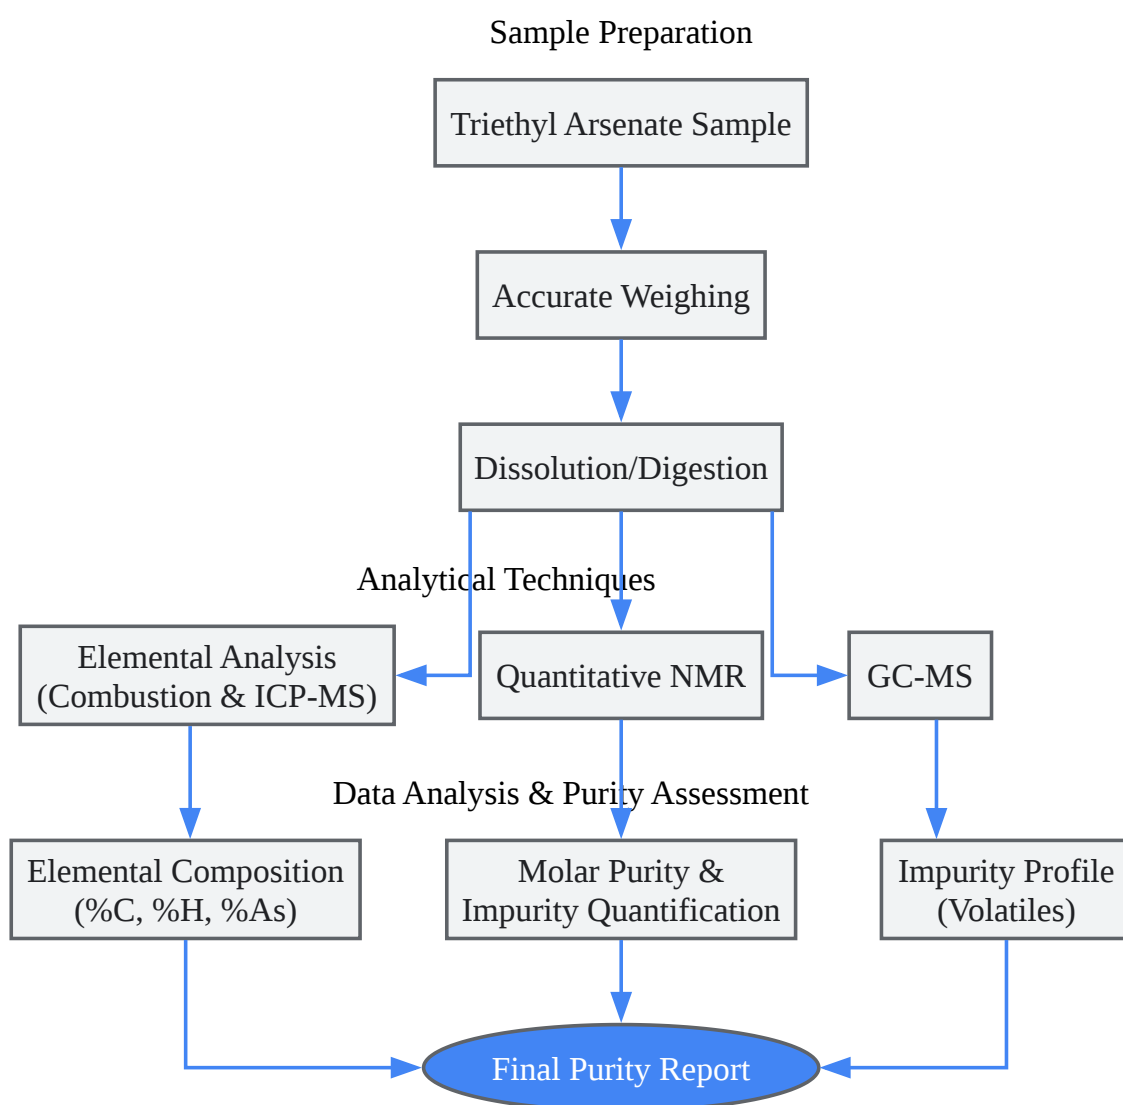 Sample Preparation
Triethyl Arsenate Sample
Accurate Weighing
Dissolution/Digestion
Analytical Techniques
Elemental Analysis
(Combustion & ICP-MS)
Quantitative NMR
GC-MS
Data Analysis & Purity Assessment
Elemental Composition
(%C, %H, %As)
Molar Purity &
Impurity Quantification
Impurity Profile
(Volatiles)
Final Purity Report